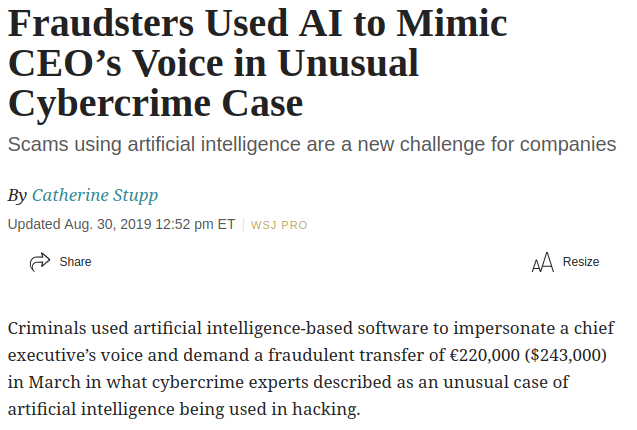 Fraudsters Used AI to Mimic
CEO’s Voice in Unusual
Cybercrime Case
Scams using artificial intelligence are a new challenge for companies
By Catherine Stupp
Updated Aug. 30, 2019 12:52 pm ET | WSJ PRO
Share
AA Resize
Criminals used artificial intelligence-based software to impersonate a chief
executive’s voice and demand a fraudulent transfer of €220,000 ($243,000)
in March in what cybercrime experts described as an unusual case of
artificial intelligence being used in hacking.